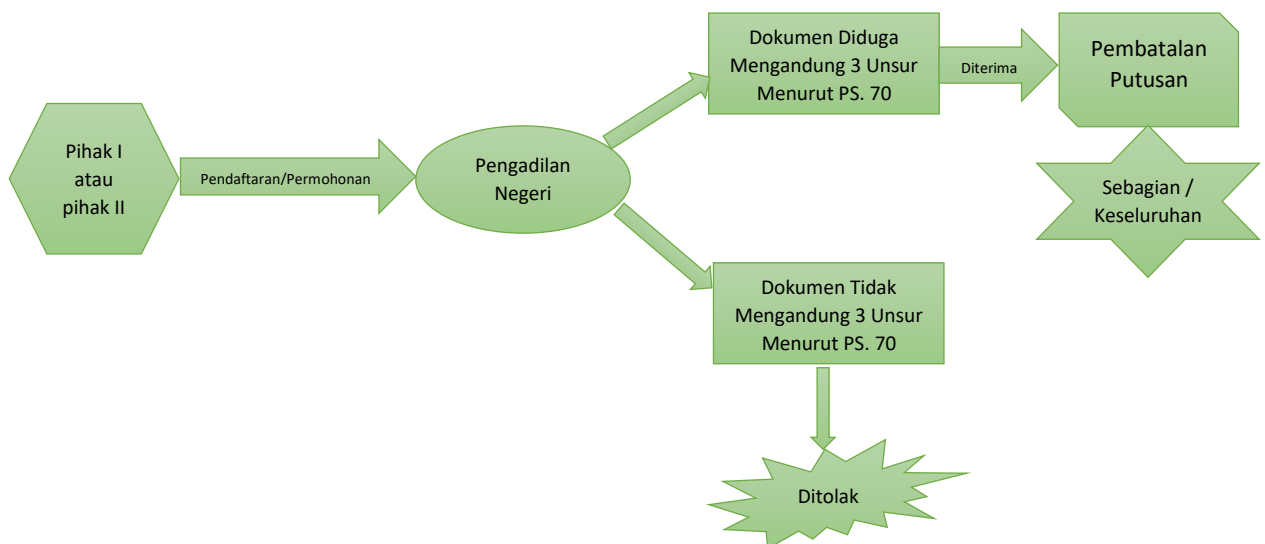 Pihak I
atau
pihak II
Pendaftaran/Permohonan
Pengadilan
Negeri
Dokumen Diduga
Mengandung 3 Unsur
Menurut PS. 70
Diterima
Pembatalan
Putusan
Sebagian /
Keseluruhan
Dokumen Tidak
Mengandung 3 Unsur
Menurut PS. 70
Ditolak